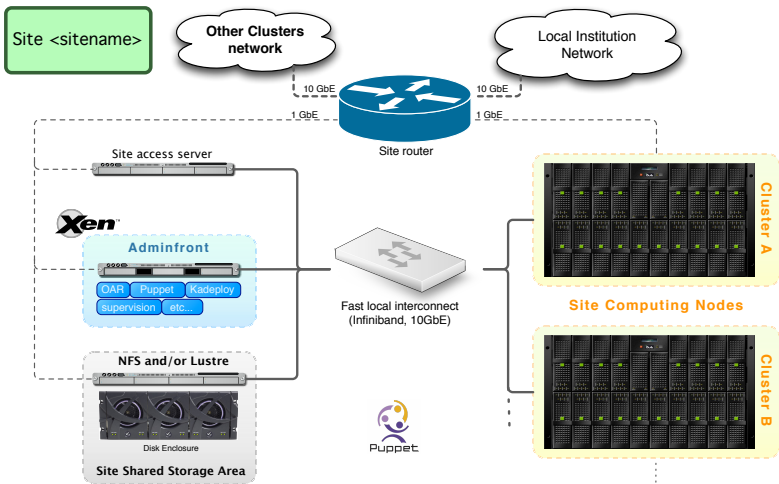 Site <sitename>
Other Clusters
network
Local Institution
Network
10 GbE
10 GbE
1 GbE
1 GbE
Site router
Site access server
Xen™
Adminfront
OAR
Puppet
Kadeploy
supervision
etc...
Fast local interconnect
(Infiniband, 10GbE)
Cluster A
Site Computing Nodes
Cluster B
NFS and/or Lustre
Disk Enclosure
Site Shared Storage Area
Puppet